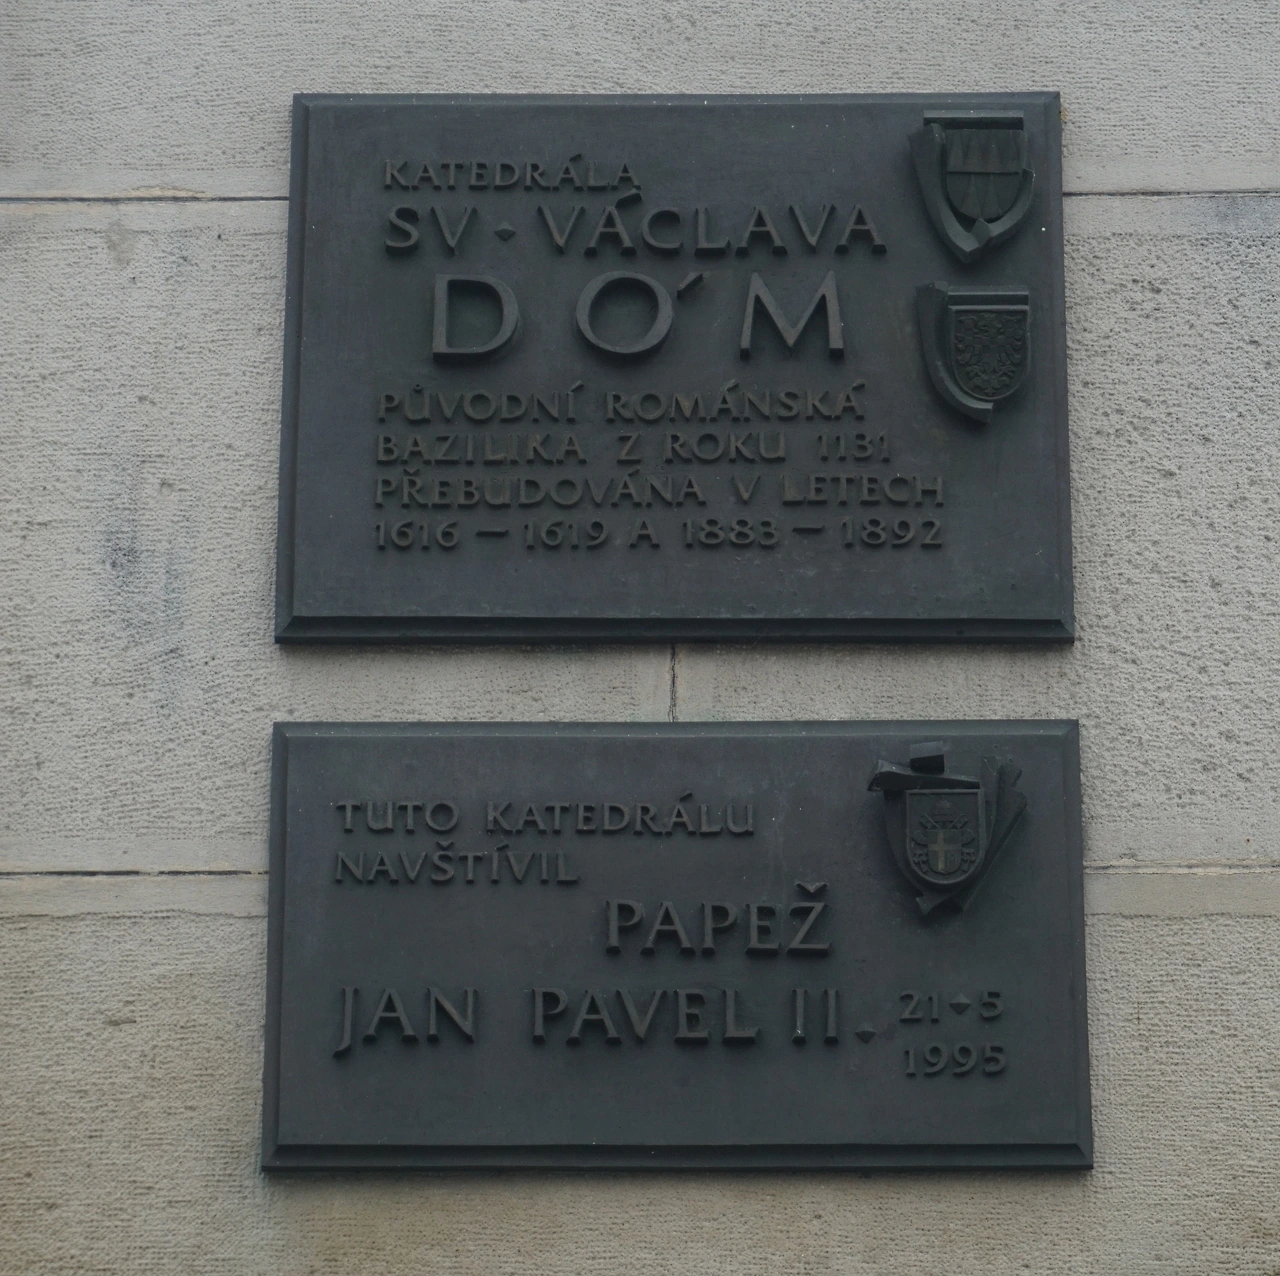 KATEDRÁLA
SV · VÁCLAVA
DÓM
PŮVODNÍ ROMÁNSKÁ
BAZILIKA Z ROKU 1131
PŘEBUDOVÁNA V LETECH
1616 – 1619 A 1883 – 1892
TUTO KATEDRÁLU
NAVŠTÍVIL
PAPEŽ
JAN PAVEL II. 21 · 5
1995